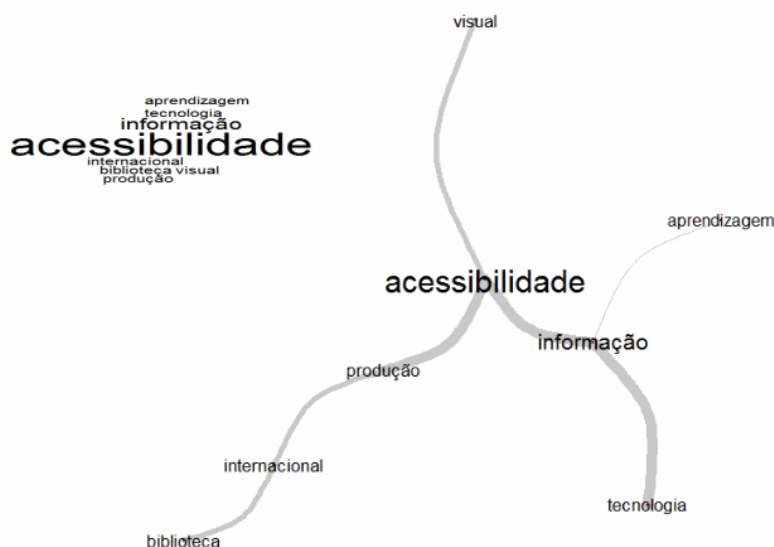 visual
aprendizagem
tecnologia
informação
acessibilidade
internacional
biblioteca visual
produção
aprendizagem
acessibilidade
informação
produção
internacional
tecnologia
biblioteca